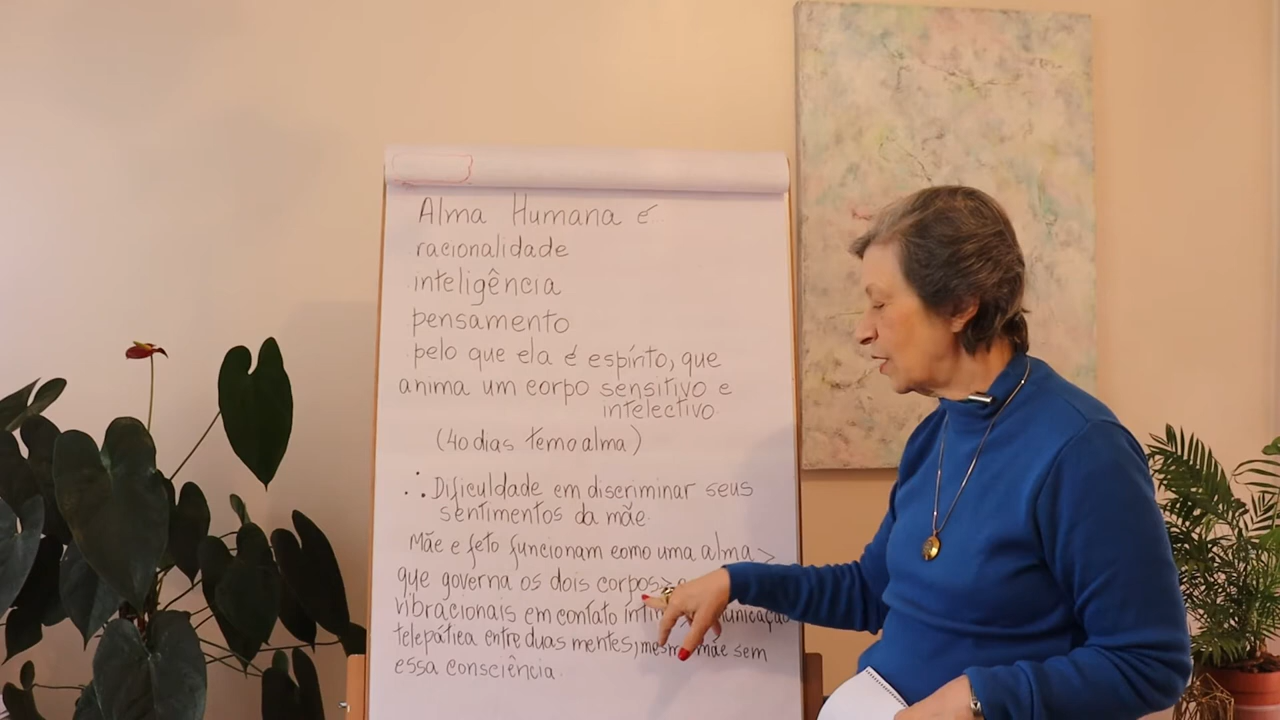 Alma Humana é
racionalidade
inteligência
pensamento
pelo que ela é espírito, que
anima um corpo sensitivo e
intelectivo.
(40 dias tem a alma)
∴ Dificuldade em discriminar seus
sentimentos da mãe.
Mãe e feto funcionam como uma alma >
que governa os dois corpos >
vibracionais em contato
telepática entre duas mentes, mãe sem
essa consciência.